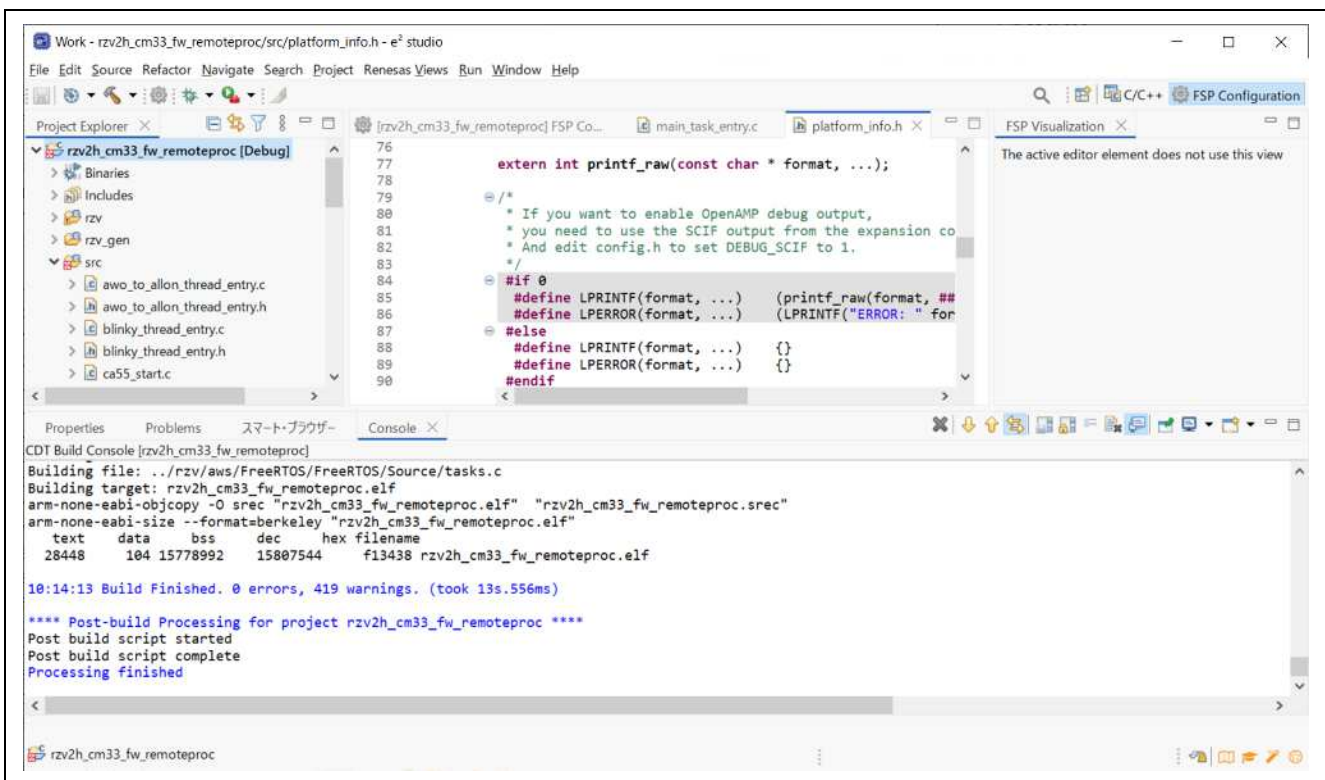 Work - rzv2h_cm33_fw_remoteproc/src/platform_info.h - e² studio
File Edit Source Refactor Navigate Search Project Renesas Views Run Window Help
C/C++ FSP Configuration
Project Explorer
[rzv2h_cm33_fw_remoteproc] FSP Co... main_task_entry.c platform_info.h
FSP Visualization
rzv2h_cm33_fw_remoteproc [Debug]
Binaries
Includes
rzv
rzv_gen
src
awo_to_allon_thread_entry.c
awo_to_allon_thread_entry.h
blinky_thread_entry.c
blinky_thread_entry.h
ca55_start.c
76
77 extern int printf_raw(const char * format, ...);
78
79 /*
80 * If you want to enable OpenAMP debug output,
81 * you need to use the SCIF output from the expansion co
82 * And edit config.h to set DEBUG_SCIF to 1.
83 */
84 #if 0
85 #define LPRINTF(format, ...) (printf_raw(format, ##
86 #define LPERROR(format, ...) (LPRINTF("ERROR: " for
87 #else
88 #define LPRINTF(format, ...) {}
89 #define LPERROR(format, ...) {}
90 #endif
The active editor element does not use this view
Properties Problems スマート・ブラウザー Console
CDT Build Console [rzv2h_cm33_fw_remoteproc]
Building file: ../rzv/aws/FreeRTOS/FreeRTOS/Source/tasks.c
Building target: rzv2h_cm33_fw_remoteproc.elf
arm-none-eabi-objcopy -O srec "rzv2h_cm33_fw_remoteproc.elf" "rzv2h_cm33_fw_remoteproc.srec"
arm-none-eabi-size --format=berkeley "rzv2h_cm33_fw_remoteproc.elf"
text data bss dec hex filename
28448 104 15778992 15807544 f13438 rzv2h_cm33_fw_remoteproc.elf
10:14:13 Build Finished. 0 errors, 419 warnings. (took 13s.556ms)
**** Post-build Processing for project rzv2h_cm33_fw_remoteproc ****
Post build script started
Post build script complete
Processing finished
rzv2h_cm33_fw_remoteproc